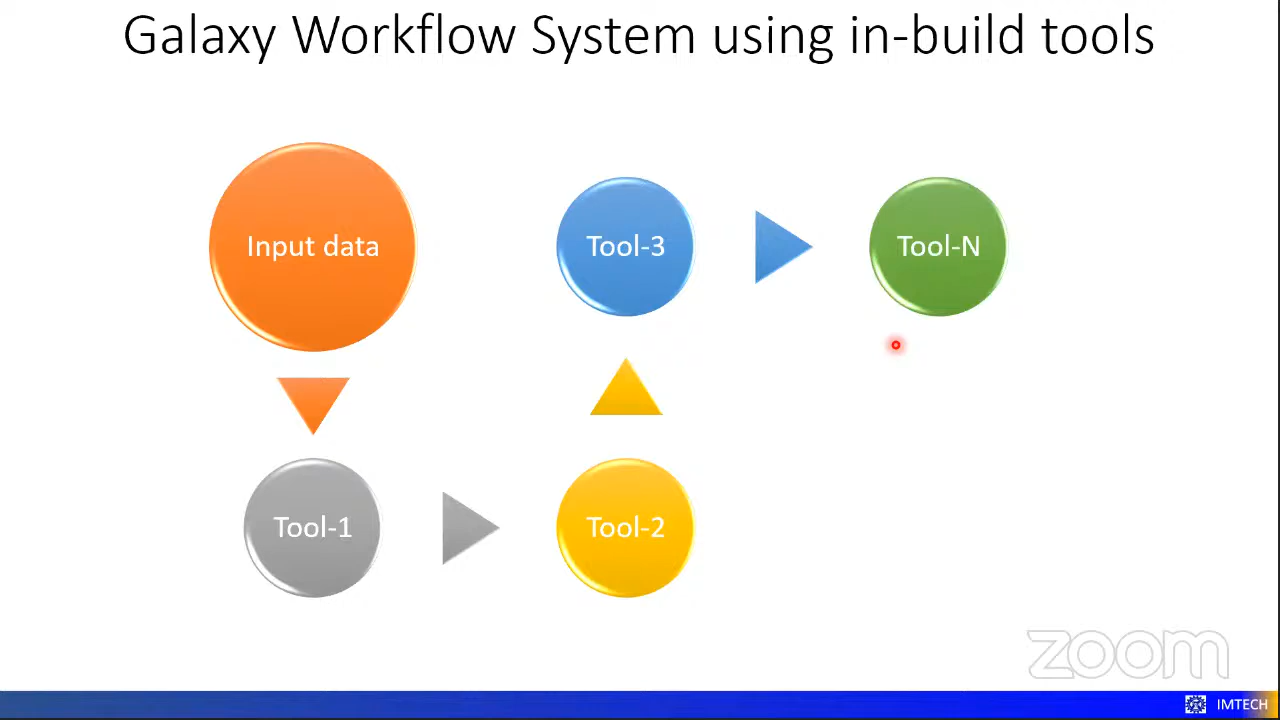 Galaxy Workflow System using in-build tools
Input data
Tool-3
Tool-N
Tool-1
Tool-2
zoom
IMTECH